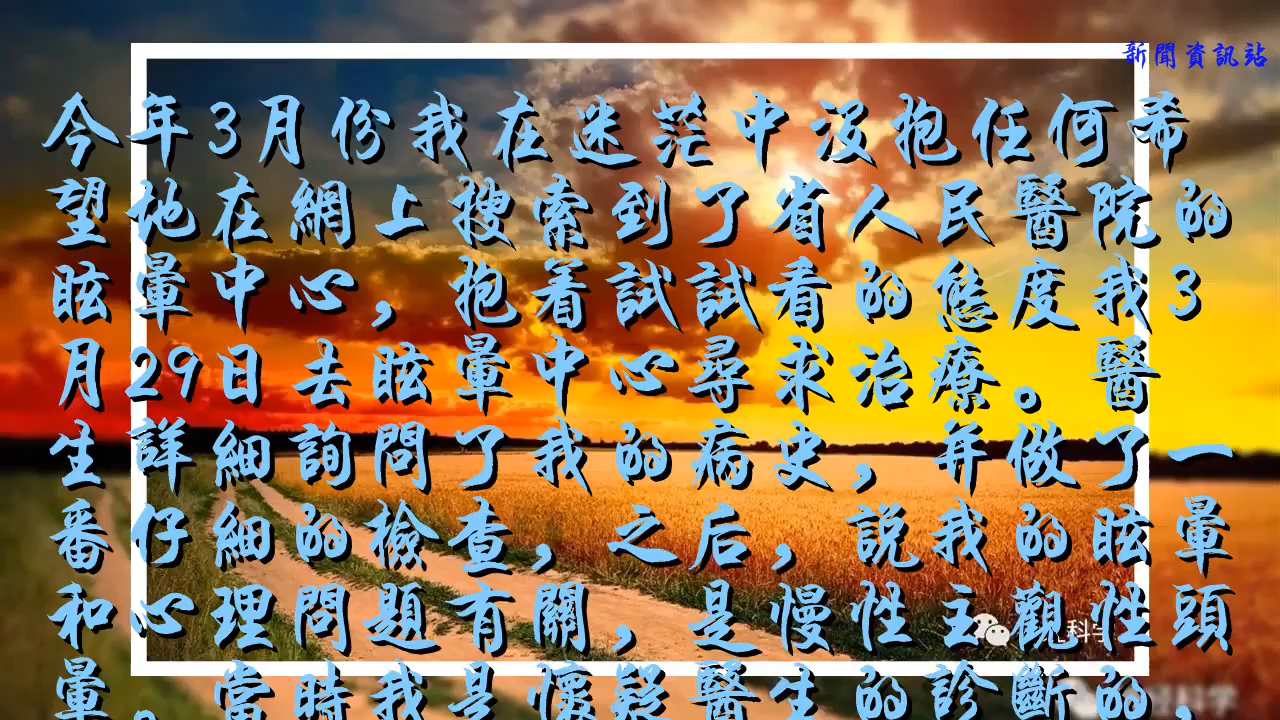 新聞資訊站
今年3月份我在迷茫中沒抱任何希
望地在網上搜索到了省人民醫院的
眩暈中心，抱着試試看的態度我3
月29日去眩暈中心尋求治療。醫
生詳細詢問了我的病史，并做了一
番仔細的檢查，之后，說我的眩暈
和心理問題有關，是慢性主觀性頭
暈。當時我是懷疑醫生的診斷的，
科学